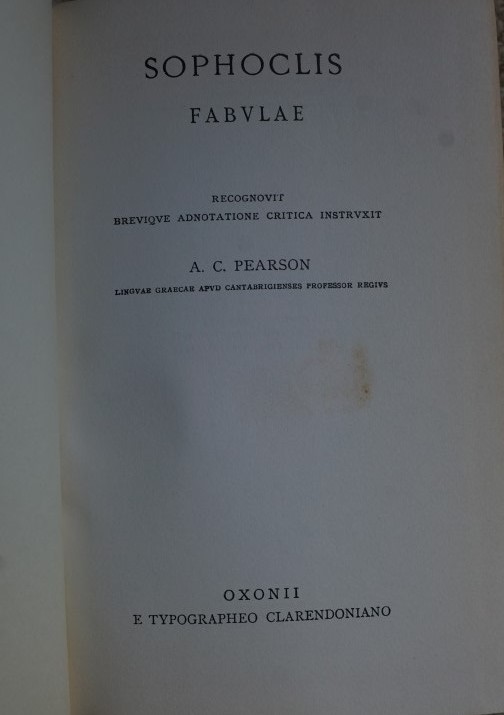 SOPHOCLIS
FABVLAE
RECOGNOVIT
BREVIQVE ADNOTATIONE CRITICA INSTRVXIT
A. C. PEARSON
LINGVAE GRAECAE APVD CANTABRIGIENSES PROFESSOR REGIVS
OXONII
E TYPOGRAPHEO CLARENDONIANO